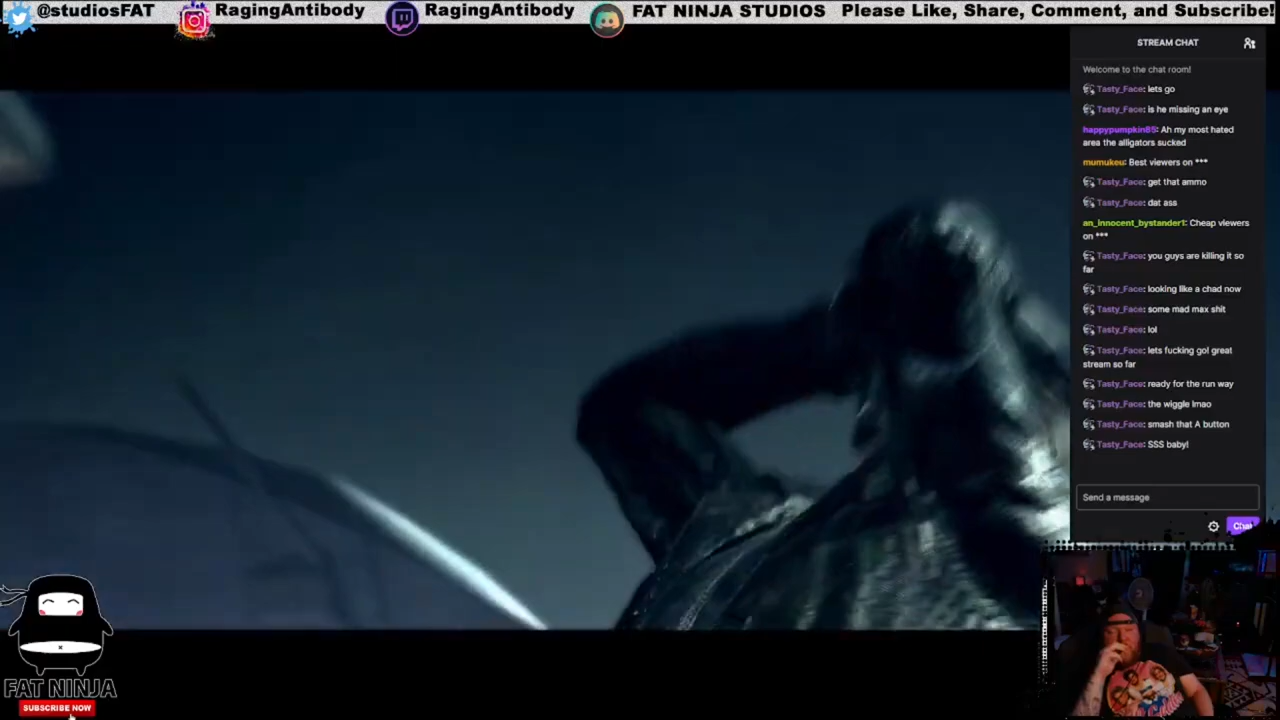 @studiosFAT RagingAntibody RagingAntibody FAT NINJA STUDIOS Please Like, Share, Comment, and Subscribe!
STREAM CHAT
Welcome to the chat room!
Tasty_Face: lets go
Tasty_Face: Is he missing an eye
happypumpkin85: Ah my most hated
area the alligators sucked
mumukeu: Best viewers on ***
Tasty_Face: get that ammo
Tasty_Face: dat ass
an_innocent_bystander1: Cheap viewers
on ***
Tasty_Face: you guys are killing it so
far
Tasty_Face: looking like a chad now
Tasty_Face: some mad max shit
Tasty_Face: lol
Tasty_Face: lets fucking go! great
stream so far
Tasty_Face: ready for the run way
Tasty_Face: the wiggle lmao
Tasty_Face: smash that A button
Tasty_Face: SSS baby!
Send a message
Chat
FAT NINJA
SUBSCRIBE NOW